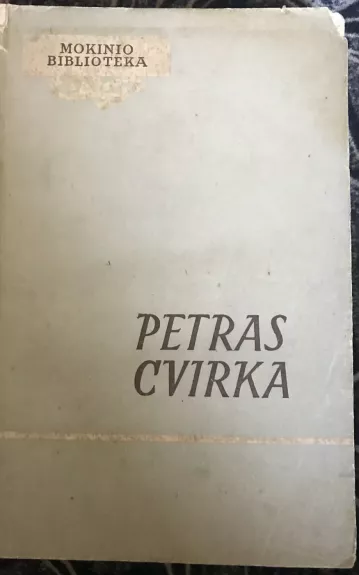 MOKINIO
BIBLIOTEKA
PETRAS
CVIRKA